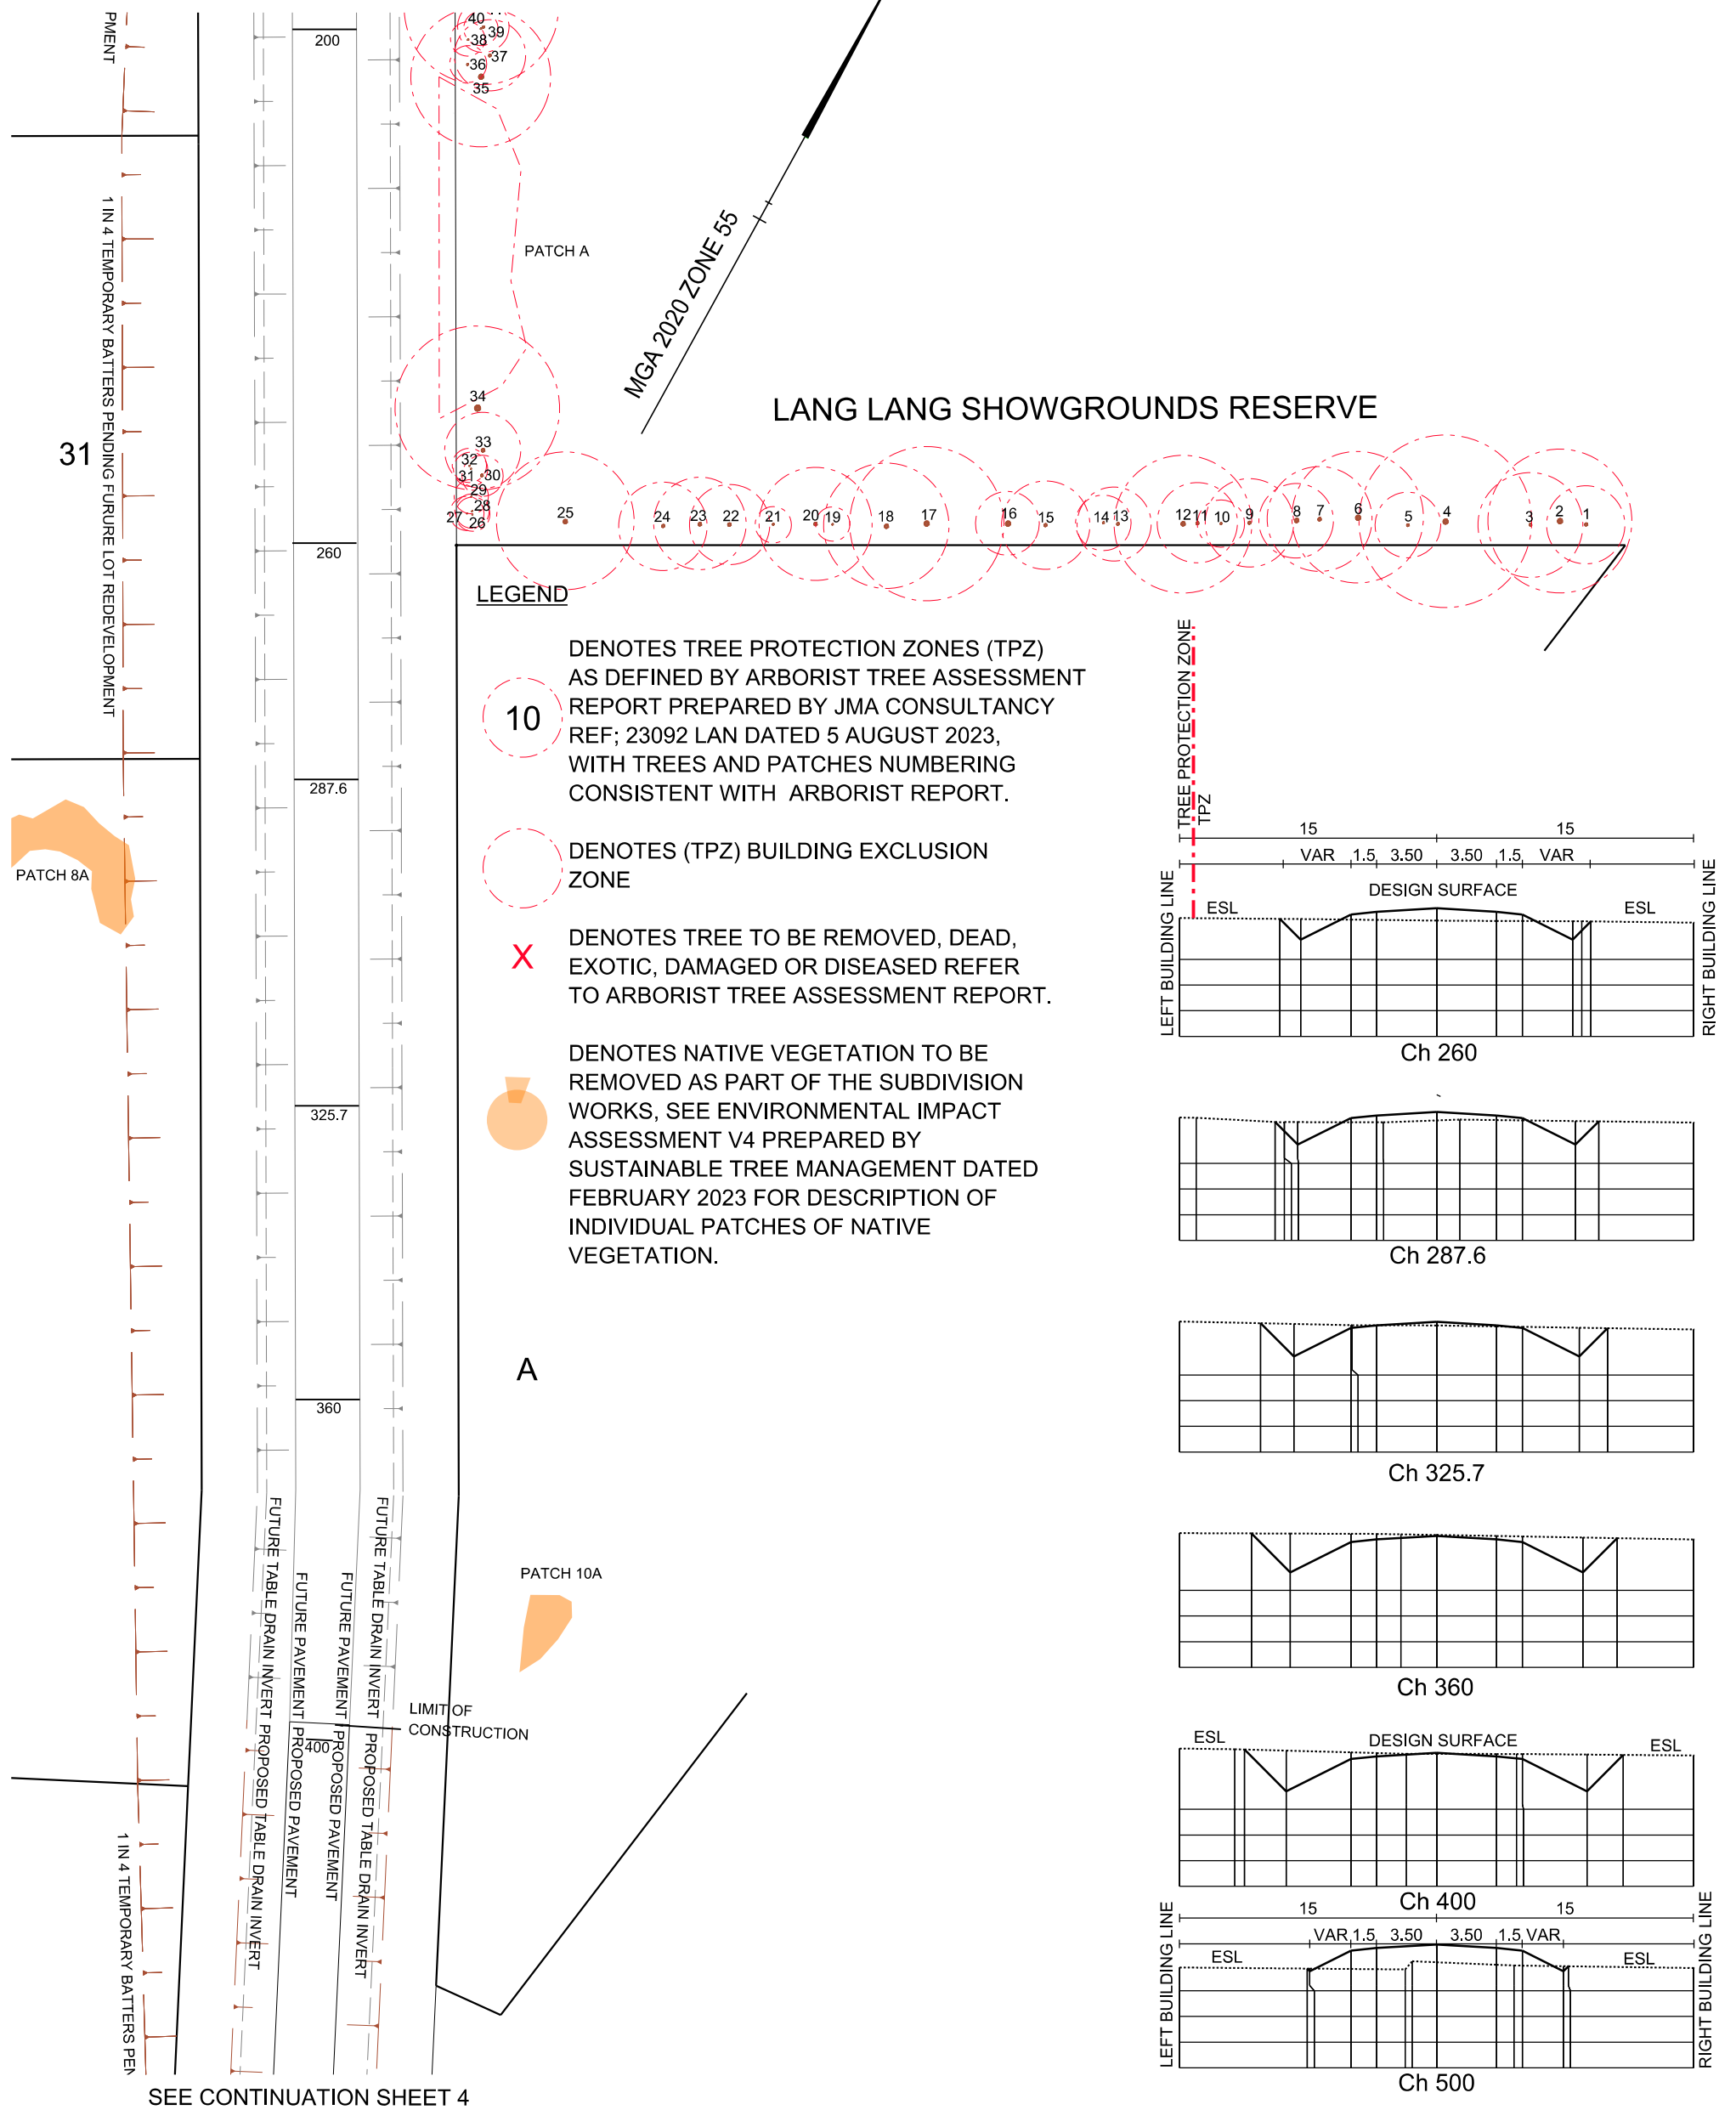 PMENT
200
40
39
38
37
36
35
1 IN 4 TEMPORARY BATTERS PENDING FURURE LOT REDEVELOPMENT
PATCH A
MGA 2020 ZONE 55
31
34
33
32
31
30
29
28
27
26
LANG LANG SHOWGROUNDS RESERVE
25
24
23
22
21
20
19
18
17
16
15
14
13
12
11
10
9
8
7
6
5
4
3
2
1
260
LEGEND
10
DENOTES TREE PROTECTION ZONES (TPZ)
AS DEFINED BY ARBORIST TREE ASSESSMENT
REPORT PREPARED BY JMA CONSULTANCY
REF; 23092 LAN DATED 5 AUGUST 2023,
WITH TREES AND PATCHES NUMBERING
CONSISTENT WITH ARBORIST REPORT.
DENOTES (TPZ) BUILDING EXCLUSION
ZONE
X
DENOTES TREE TO BE REMOVED, DEAD,
EXOTIC, DAMAGED OR DISEASED REFER
TO ARBORIST TREE ASSESSMENT REPORT.
DENOTES NATIVE VEGETATION TO BE
REMOVED AS PART OF THE SUBDIVISION
WORKS, SEE ENVIRONMENTAL IMPACT
ASSESSMENT V4 PREPARED BY
SUSTAINABLE TREE MANAGEMENT DATED
FEBRUARY 2023 FOR DESCRIPTION OF
INDIVIDUAL PATCHES OF NATIVE
VEGETATION.
287.6
PATCH 8A
325.7
A
360
FUTURE TABLE DRAIN INVERT
FUTURE PAVEMENT
FUTURE PAVEMENT
FUTURE TABLE DRAIN INVERT
PATCH 10A
LIMIT OF
CONSTRUCTION
400
PROPOSED TABLE DRAIN INVERT
PROPOSED PAVEMENT
PROPOSED PAVEMENT
PROPOSED TABLE DRAIN INVERT
1 IN 4 TEMPORARY BATTERS PEN
SEE CONTINUATION SHEET 4
TREE PROTECTION ZONE
TPZ
15 15
VAR 1.5 3.50 3.50 1.5 VAR
DESIGN SURFACE
ESL ESL
LEFT BUILDING LINE
RIGHT BUILDING LINE
Ch 260
Ch 287.6
Ch 325.7
Ch 360
ESL DESIGN SURFACE ESL
Ch 400
15 15
VAR 1.5 3.50 3.50 1.5 VAR
ESL ESL
LEFT BUILDING LINE
RIGHT BUILDING LINE
Ch 500